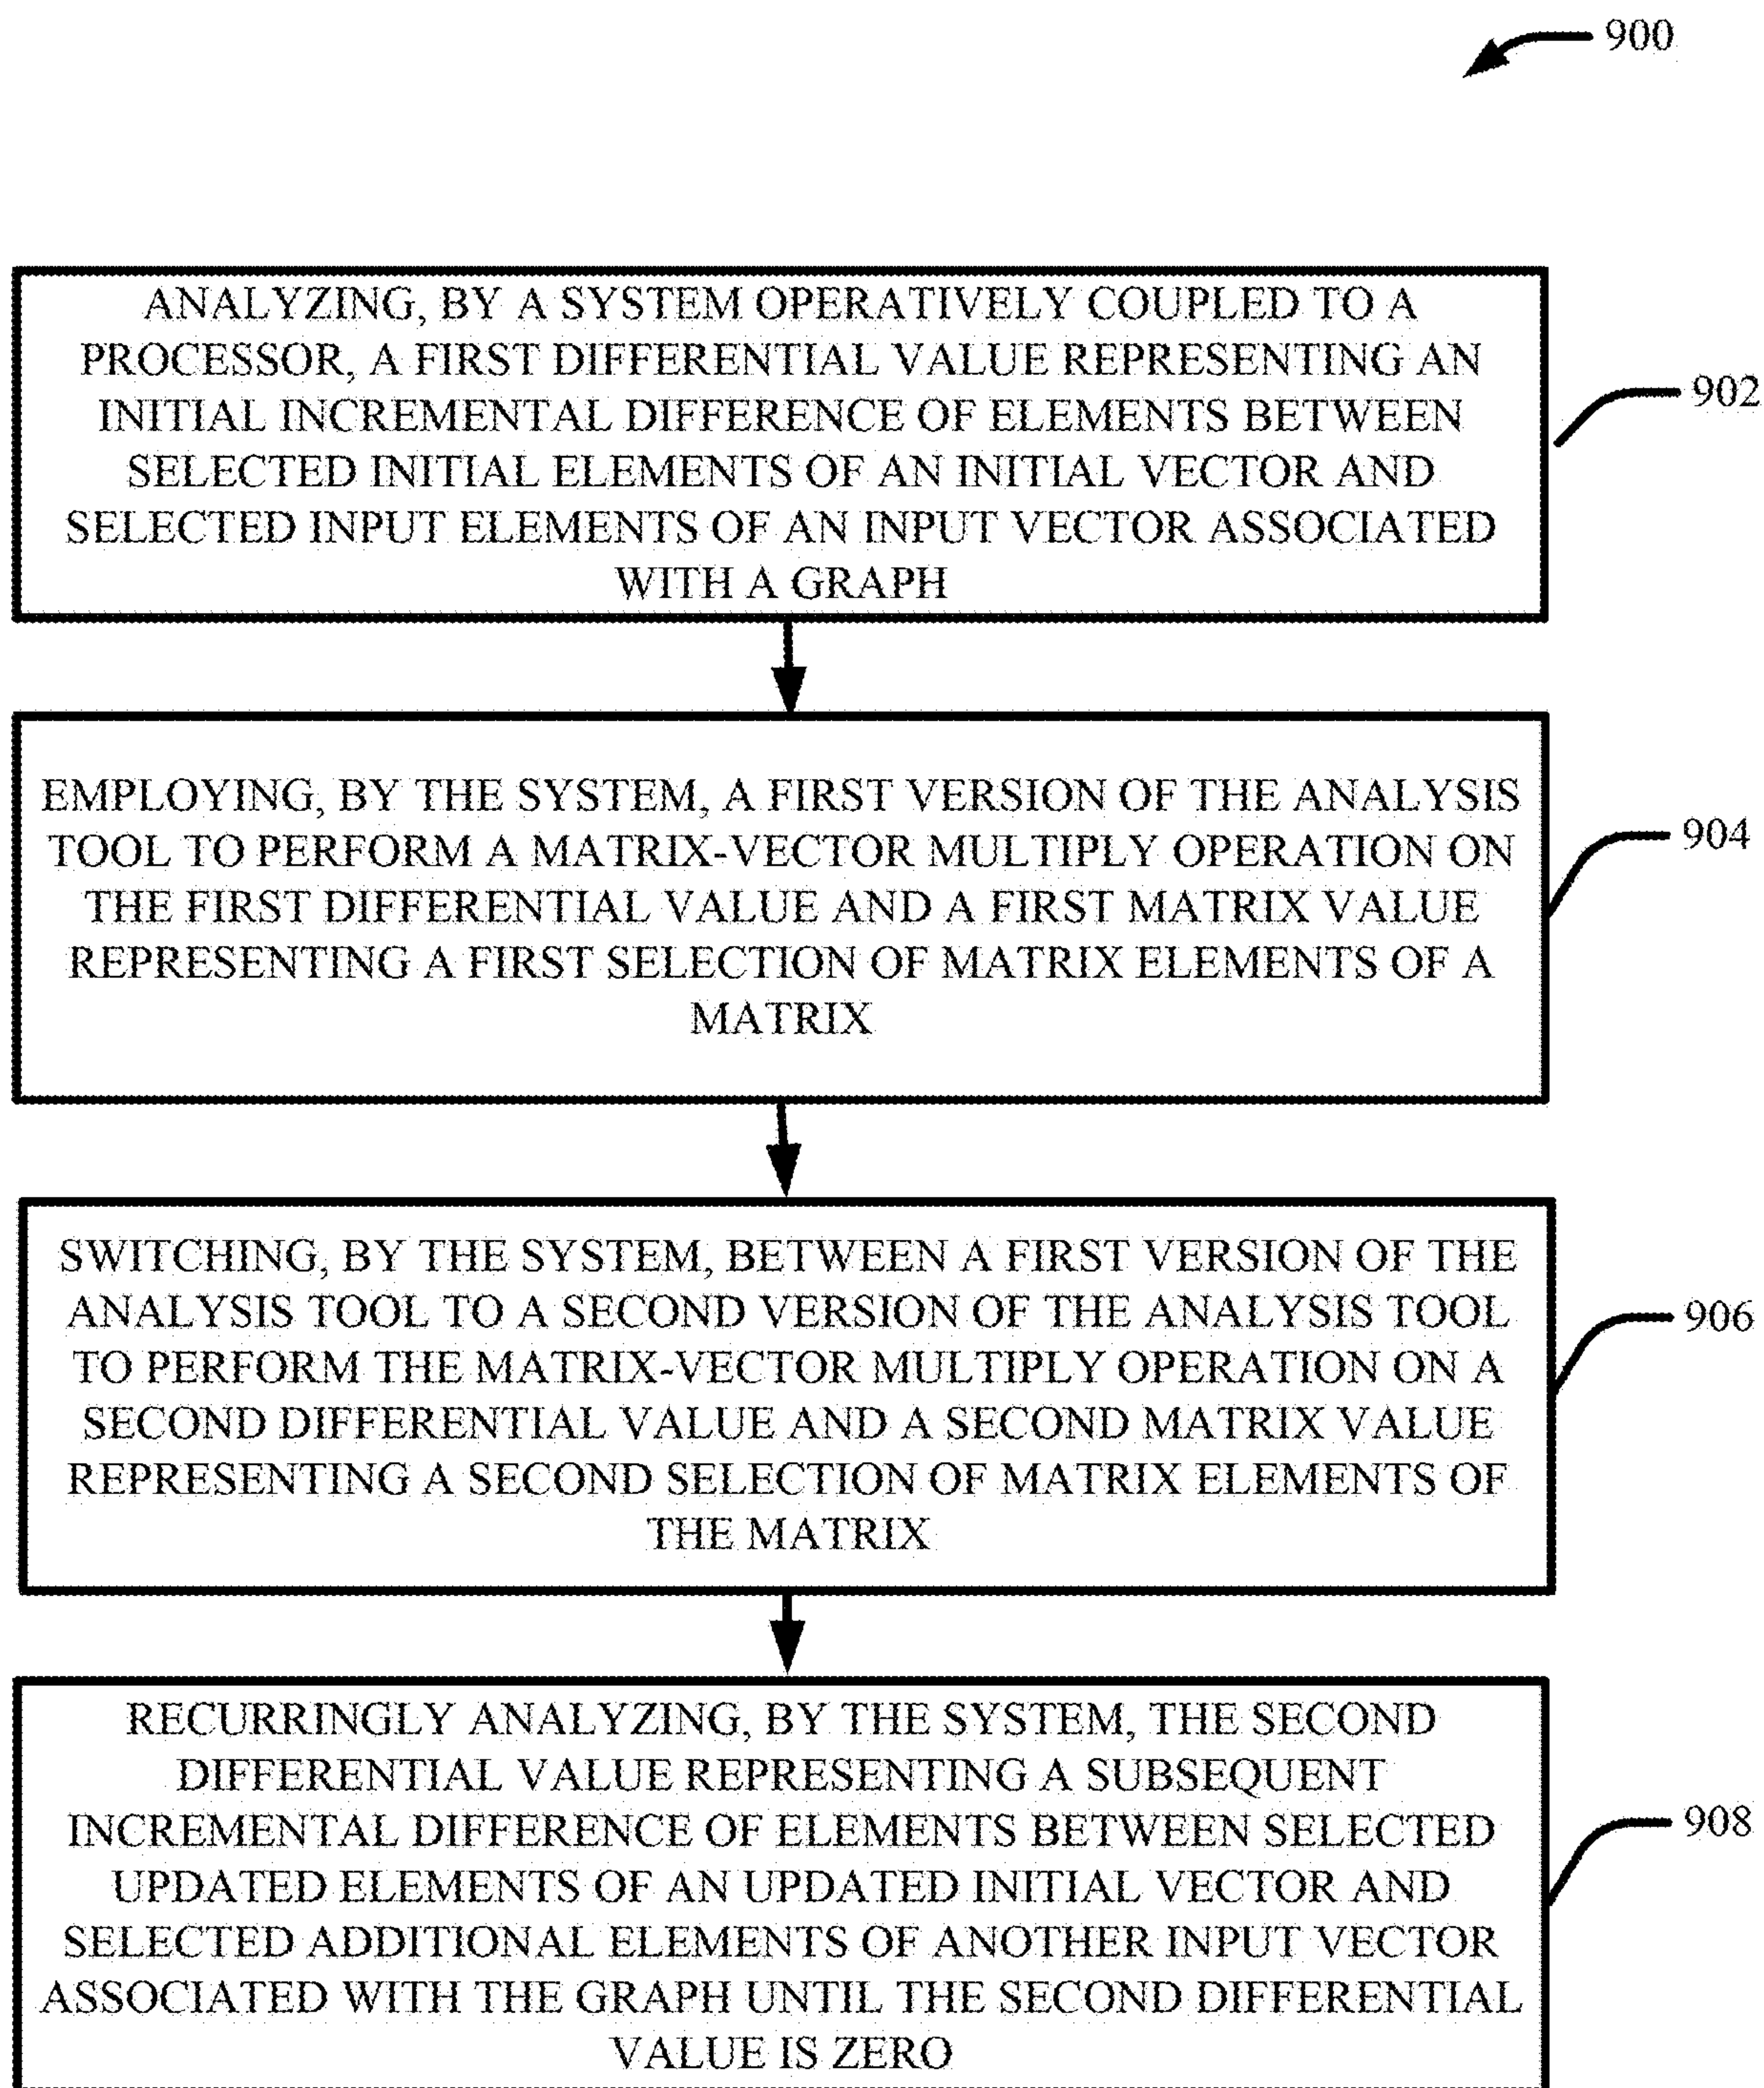 900
ANALYZING, BY A SYSTEM OPERATIVELY COUPLED TO A
PROCESSOR, A FIRST DIFFERENTIAL VALUE REPRESENTING AN
INITIAL INCREMENTAL DIFFERENCE OF ELEMENTS BETWEEN
SELECTED INITIAL ELEMENTS OF AN INITIAL VECTOR AND
SELECTED INPUT ELEMENTS OF AN INPUT VECTOR ASSOCIATED
WITH A GRAPH
902
EMPLOYING, BY THE SYSTEM, A FIRST VERSION OF THE ANALYSIS
TOOL TO PERFORM A MATRIX-VECTOR MULTIPLY OPERATION ON
THE FIRST DIFFERENTIAL VALUE AND A FIRST MATRIX VALUE
REPRESENTING A FIRST SELECTION OF MATRIX ELEMENTS OF A
MATRIX
904
SWITCHING, BY THE SYSTEM, BETWEEN A FIRST VERSION OF THE
ANALYSIS TOOL TO A SECOND VERSION OF THE ANALYSIS TOOL
TO PERFORM THE MATRIX-VECTOR MULTIPLY OPERATION ON A
SECOND DIFFERENTIAL VALUE AND A SECOND MATRIX VALUE
REPRESENTING A SECOND SELECTION OF MATRIX ELEMENTS OF
THE MATRIX
906
RECURRINGLY ANALYZING, BY THE SYSTEM, THE SECOND
DIFFERENTIAL VALUE REPRESENTING A SUBSEQUENT
INCREMENTAL DIFFERENCE OF ELEMENTS BETWEEN SELECTED
UPDATED ELEMENTS OF AN UPDATED INITIAL VECTOR AND
SELECTED ADDITIONAL ELEMENTS OF ANOTHER INPUT VECTOR
ASSOCIATED WITH THE GRAPH UNTIL THE SECOND DIFFERENTIAL
VALUE IS ZERO
908